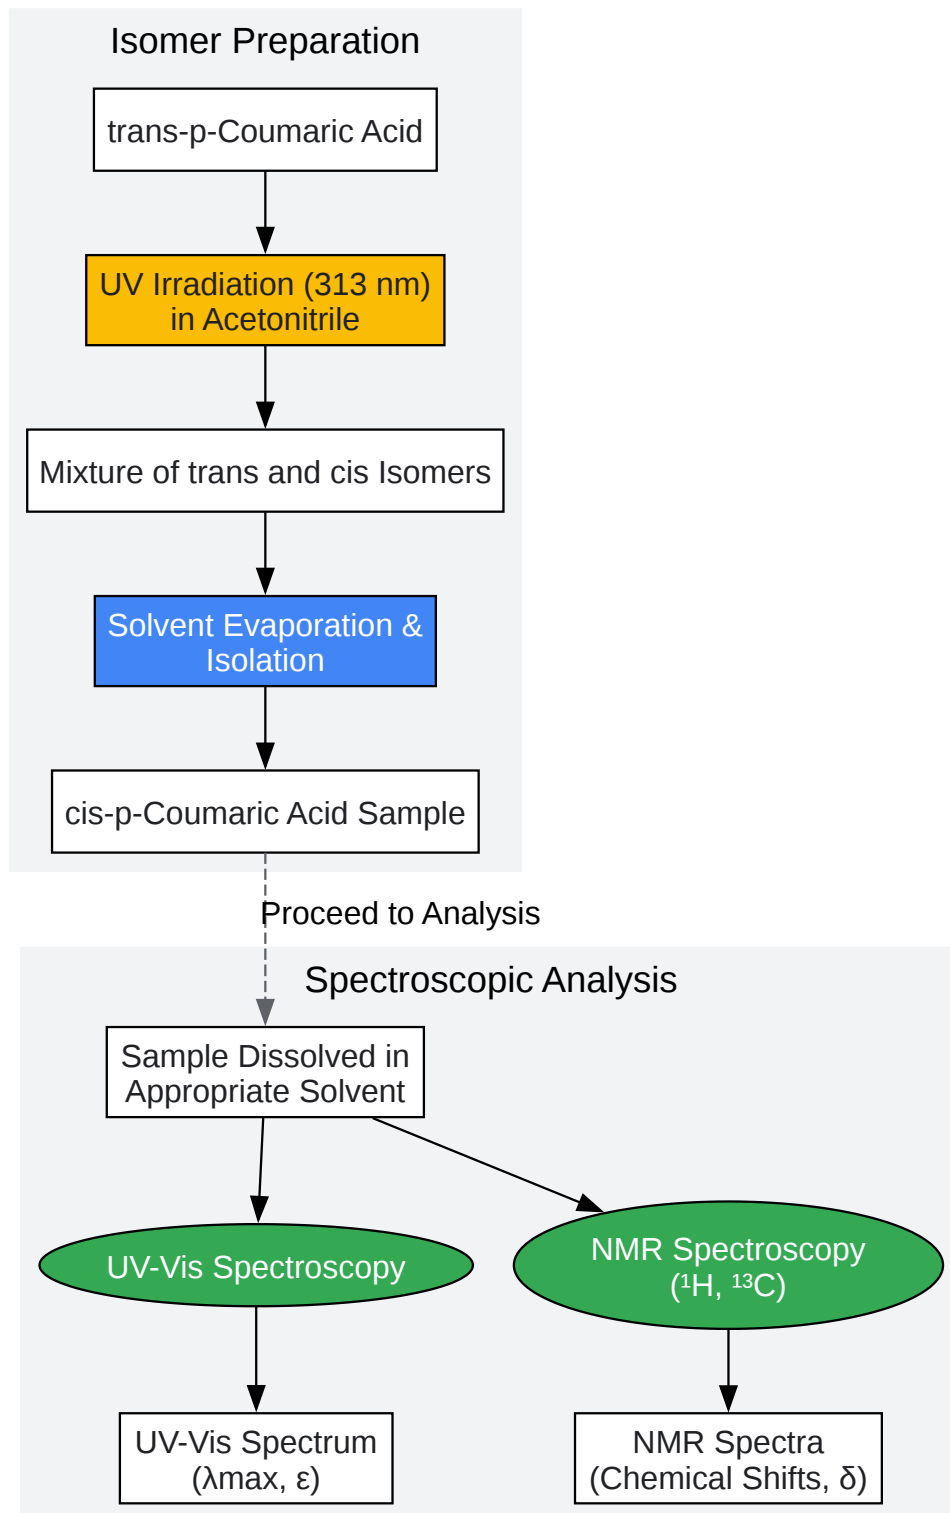 Isomer Preparation
trans-p-Coumaric Acid
UV Irradiation (313 nm)
in Acetonitrile
Mixture of trans and cis Isomers
Solvent Evaporation &
Isolation
cis-p-Coumaric Acid Sample
Proceed to Analysis
Spectroscopic Analysis
Sample Dissolved in
Appropriate Solvent
UV-Vis Spectroscopy
NMR Spectroscopy
(¹H, ¹³C)
UV-Vis Spectrum
(λmax, ε)
NMR Spectra
(Chemical Shifts, δ)